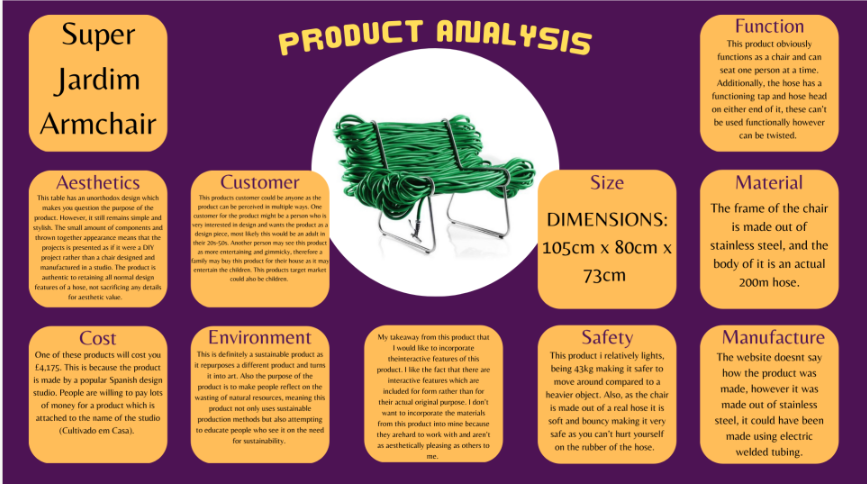 PRODUCT ANALYSIS
Super
Jardim
Armchair
Function
This product obviously
functions as a chair and can
seat one person at a time.
Additionally, the hose has a
functioning tap and hose head
on either end of it, these can't
be used functionally however
can be twisted.
Aesthetics
This table has an unorthodos design which
makes you question the purpose of the
product. However, it still remains simple and
stylish. The small amount of components and
thrown together appearance means that the
projects is presented as if it were a DIY
project rather than a chair designed and
manufactured in a studio. The product is
authentic to retaining all normal design
features of a hose, not sacrificing any details
for aesthetic value.
Customer
This products customer could be anyone as the
product can be perceived in multiple ways. One
customer for the product might be a person who is
very interested in design and wants the product as a
design piece, most likely this would be an adult in
their 20s-50s. Another person may see this product
as more entertaining and gimmicky, therefore a
family may buy this product for their house as it may
entertain the children. This products target market
could also be children.
Size
DIMENSIONS:
105cm x 80cm x
73cm
Material
The frame of the chair
is made out of
stainless steel, and the
body of it is an actual
200m hose.
Cost
One of these products will cost you
£4,175. This is because the product
is made by a popular Spanish design
studio. People are willing to pay lots
of money for a product which is
attached to the name of the studio
(Cultivado em Casa).
Environment
This is definitely a sustainable product as
it repurposes a different product and turns
it into art. Also the purpose of the
product is to make people reflect on the
wasting of natural resources, meaning this
product not only uses sustainable
production methods but also attempting
to educate people who see it on the need
for sustainability.
My takeaway from this product that
I would like to incorporate
theinteractive features of this
product. I like the fact that there are
interactive features which are
included for form rather than for
their actual original purpose. I don't
want to incorporate the materials
from this product into mine because
they arehard to work with and aren't
as aesthetically pleasing as others to
me.
Safety
This product i relatively lights,
being 43kg making it safer to
move around compared to a
heavier object. Also, as the chair
is made out of a real hose it is
soft and bouncy making it very
safe as you can't hurt yourself
on the rubber of the hose.
Manufacture
The website doesnt say
how the product was
made, however it was
made out of stainless
steel, it could have been
made using electric
welded tubing.